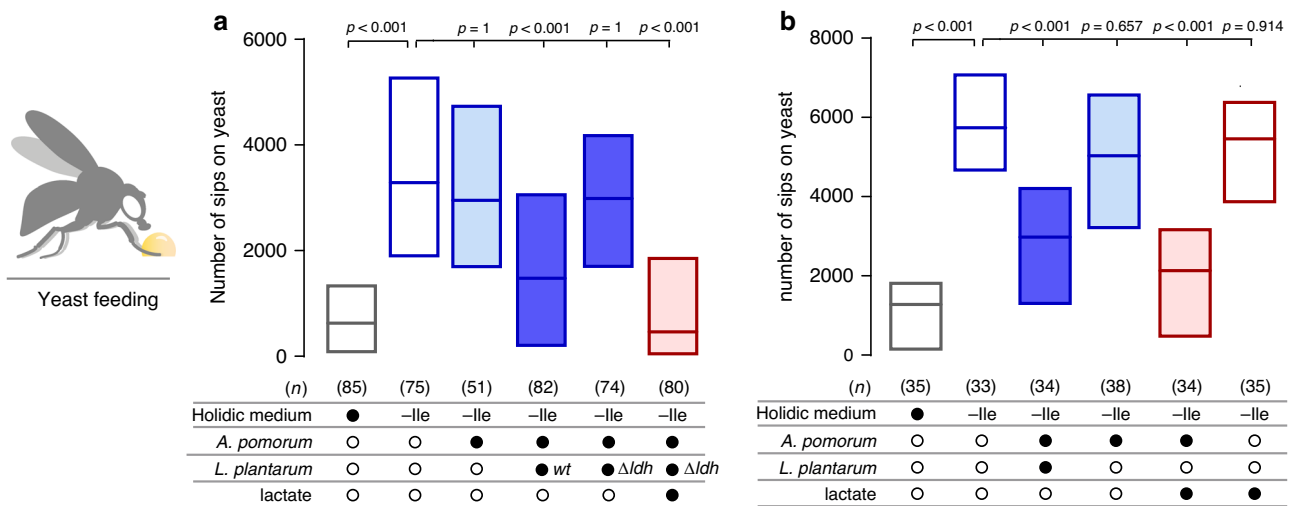 a
p < 0.001 p = 1 p < 0.001 p = 1 p < 0.001
Number of sips on yeast
6000
4000
2000
0
Yeast feeding
(n) (85) (75) (51) (82) (74) (80)
Holidic medium –Ile –Ile –Ile –Ile –Ile
A. pomorum
L. plantarum wt Δldh Δldh
lactate
b
p < 0.001 p < 0.001 p = 0.657 p < 0.001 p = 0.914
number of sips on yeast
8000
6000
4000
2000
0
(n) (35) (33) (34) (38) (34) (35)
Holidic medium –Ile –Ile –Ile –Ile –Ile
A. pomorum
L. plantarum
lactate